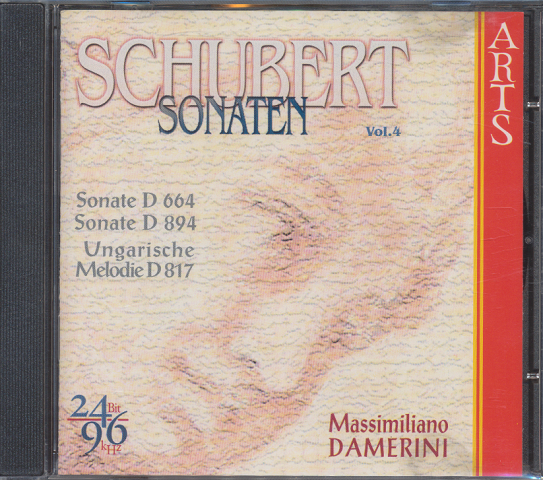 SCHUBERT
SONATEN
Vol.4
ARTS
Sonate D 664
Sonate D 894
Ungarische
Melodie D 817
24 Bit
96 kHz
Massimiliano
DAMERINI